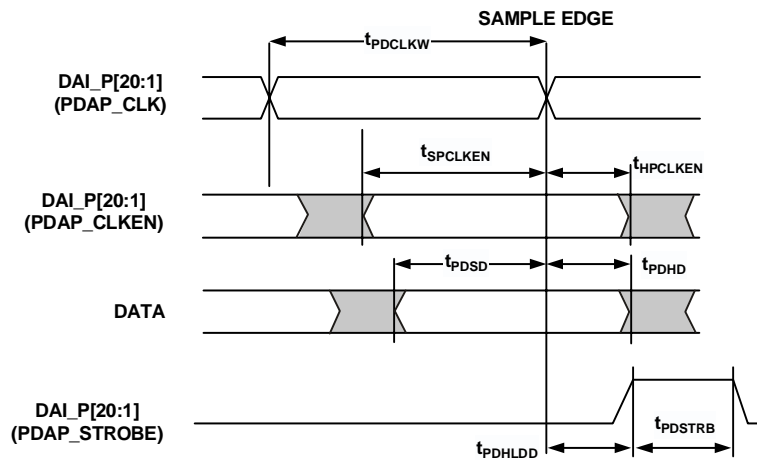 SAMPLE EDGE
tPDCLKW
DAI_P[20:1]
(PDAP_CLK)
tSPCLKEN
tHPCLKEN
DAI_P[20:1]
(PDAP_CLKEN)
tPDSD
tPDHD
DATA
DAI_P[20:1]
(PDAP_STROBE)
tPDSTRB
tPDHLDD